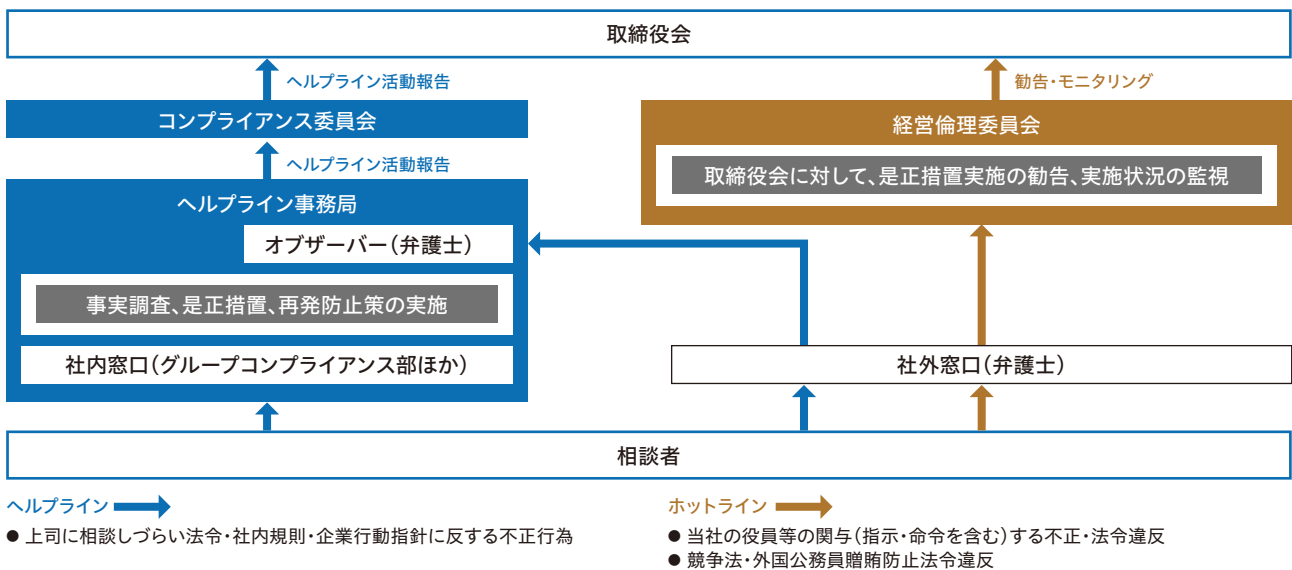 取締役会
ヘルプライン活動報告
勧告・モニタリング
コンプライアンス委員会
経営倫理委員会
ヘルプライン活動報告
取締役会に対して、是正措置実施の勧告、実施状況の監視
ヘルプライン事務局
オブザーバー(弁護士)
事実調査、是正措置、再発防止策の実施
社内窓口(グループコンプライアンス部ほか)
社外窓口(弁護士)
相談者
ヘルプライン
● 上司に相談しづらい法令・社内規則・企業行動指針に反する不正行為
ホットライン
● 当社の役員等の関与(指示・命令を含む)する不正・法令違反
● 競争法・外国公務員贈賄防止法令違反